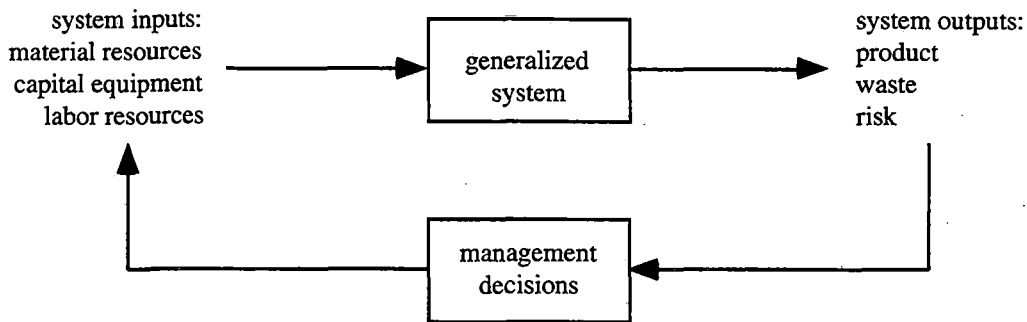 system inputs:
material resources
capital equipment
labor resources
generalized
system
system outputs:
product
waste
risk
management
decisions